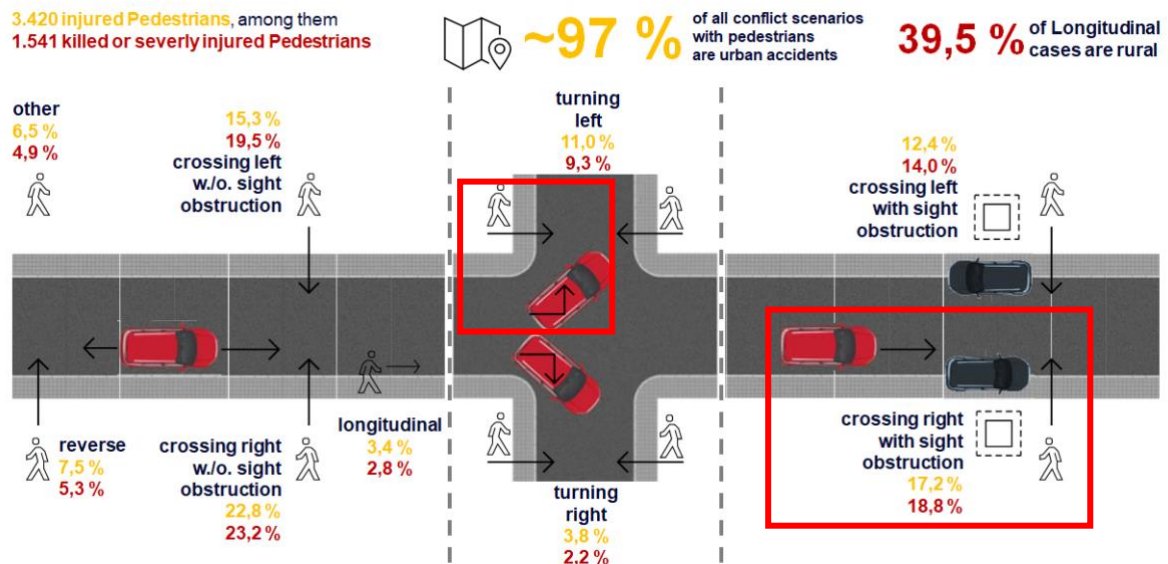 3.420 injured Pedestrians, among them
1.541 killed or severly injured Pedestrians
~97 %
of all conflict scenarios
with pedestrians
are urban accidents
39,5 %
of Longitudinal
cases are rural
other
6,5 %
4,9 %
15,3 %
19,5 %
crossing left
w./o. sight
obstruction
reverse
7,5 %
5,3 %
crossing right
w./o. sight
obstruction
22,8 %
23,2 %
longitudinal
3,4 %
2,8 %
turning
left
11,0 %
9,3 %
turning
right
3,8 %
2,2 %
12,4 %
14,0 %
crossing left
with sight
obstruction
crossing right
with sight
obstruction
17,2 %
18,8 %